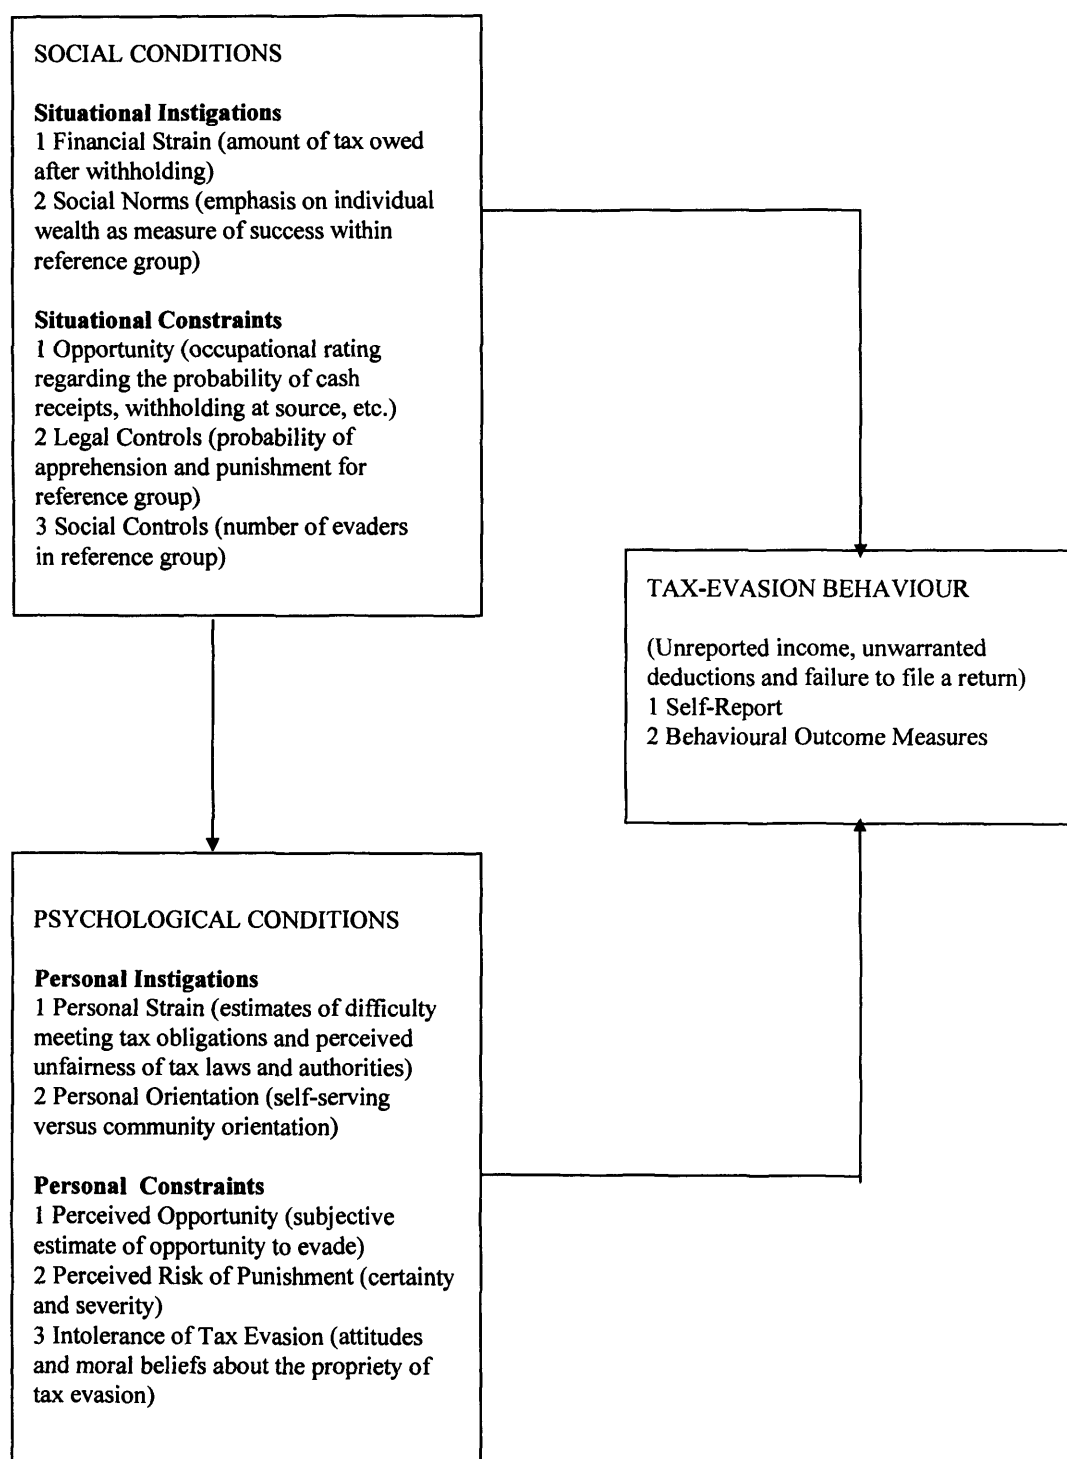 SOCIAL CONDITIONS
Situational Instigations
1 Financial Strain (amount of tax owed
after withholding)
2 Social Norms (emphasis on individual
wealth as measure of success within
reference group)
Situational Constraints
1 Opportunity (occupational rating
regarding the probability of cash
receipts, withholding at source, etc.)
2 Legal Controls (probability of
apprehension and punishment for
reference group)
3 Social Controls (number of evaders
in reference group)
TAX-EVASION BEHAVIOUR
(Unreported income, unwarranted
deductions and failure to file a return)
1 Self-Report
2 Behavioural Outcome Measures
PSYCHOLOGICAL CONDITIONS
Personal Instigations
1 Personal Strain (estimates of difficulty
meeting tax obligations and perceived
unfairness of tax laws and authorities)
2 Personal Orientation (self-serving
versus community orientation)
Personal Constraints
1 Perceived Opportunity (subjective
estimate of opportunity to evade)
2 Perceived Risk of Punishment (certainty
and severity)
3 Intolerance of Tax Evasion (attitudes
and moral beliefs about the propriety of
tax evasion)